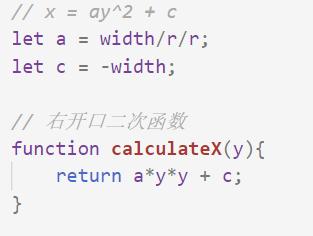 // x = ay^2 + c
let a = width/r/r;
let c = -width;
// 右开口二次函数
function calculateX(y){
return a*y*y + c;
}